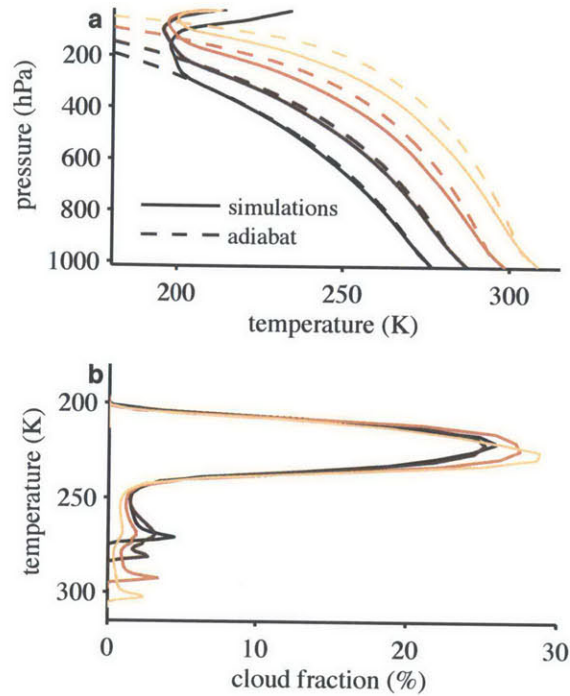 a
200
400
600
800
1000
pressure (hPa)
simulations
adiabat
200
250
300
temperature (K)
b
200
250
300
temperature (K)
0
10
20
30
cloud fraction (%)